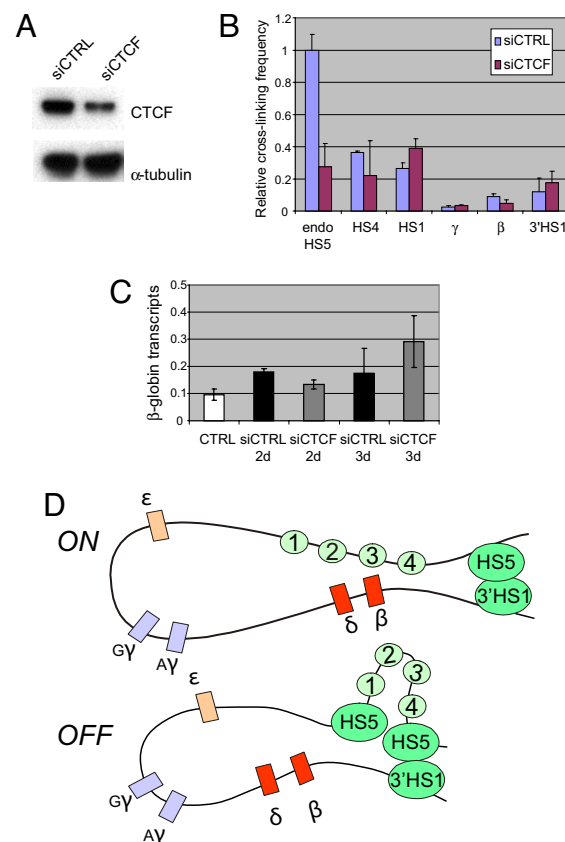 A
siCTRL
siCTCF
CTCF
α-tubulin
B
Relative cross-linking frequency
1.2
1
0.8
0.6
0.4
0.2
0
siCTRL
siCTCF
endo HS4 HS1 γ β 3'HS1
HS5
C
β-globin transcripts
0.5
0.4
0.3
0.2
0.1
0
CTRL siCTRL siCTCF siCTRL siCTCF
2d 2d 3d 3d
D
ON
ε
1 2 3 4
HS5
3'HS1
Gγ Aγ
δ β
OFF
ε
1 2 3 4
HS5
HS5
3'HS1
Gγ Aγ
δ β